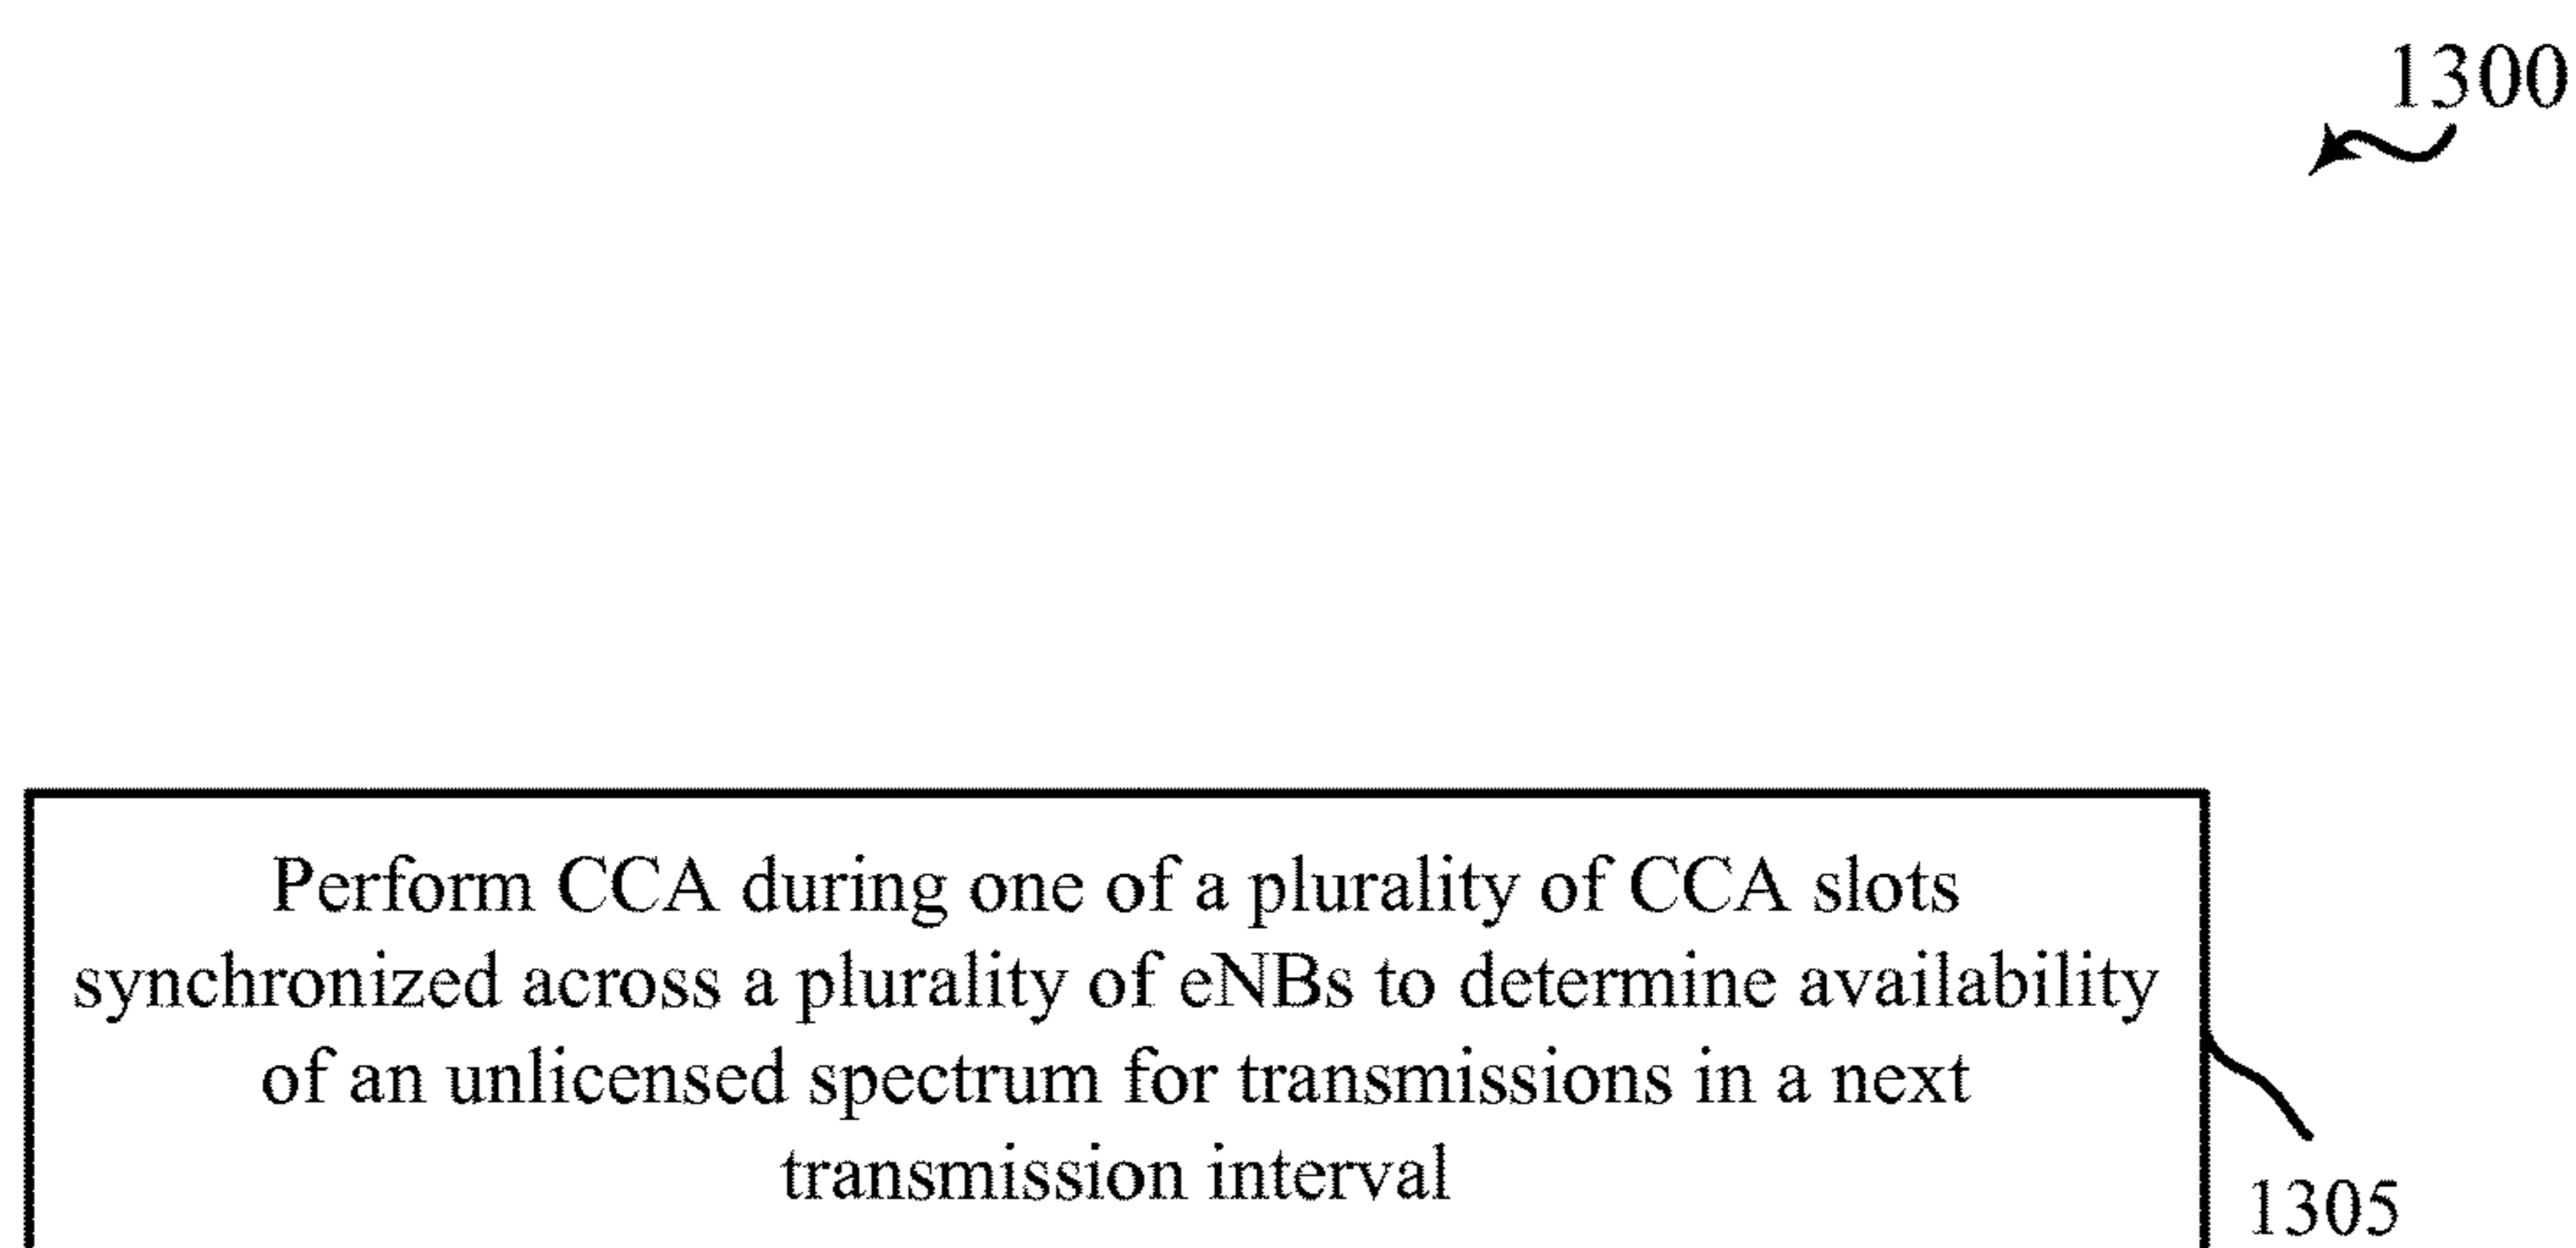 1300
Perform CCA during one of a plurality of CCA slots
synchronized across a plurality of eNBs to determine availability
of an unlicensed spectrum for transmissions in a next
transmission interval
1305